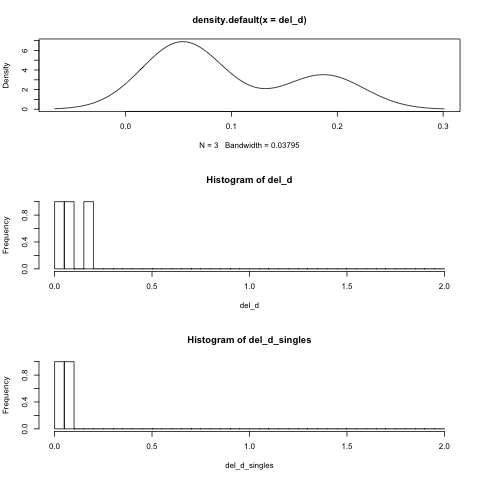 density.default(x = del_d)
Density
0 2 4 6
0.0 0.1 0.2 0.3
N = 3 Bandwidth = 0.03795
Histogram of del_d
Frequency
0.0 0.4 0.8
0.0 0.5 1.0 1.5 2.0
del_d
Histogram of del_d_singles
Frequency
0.0 0.4 0.8
0.0 0.5 1.0 1.5 2.0
del_d_singles